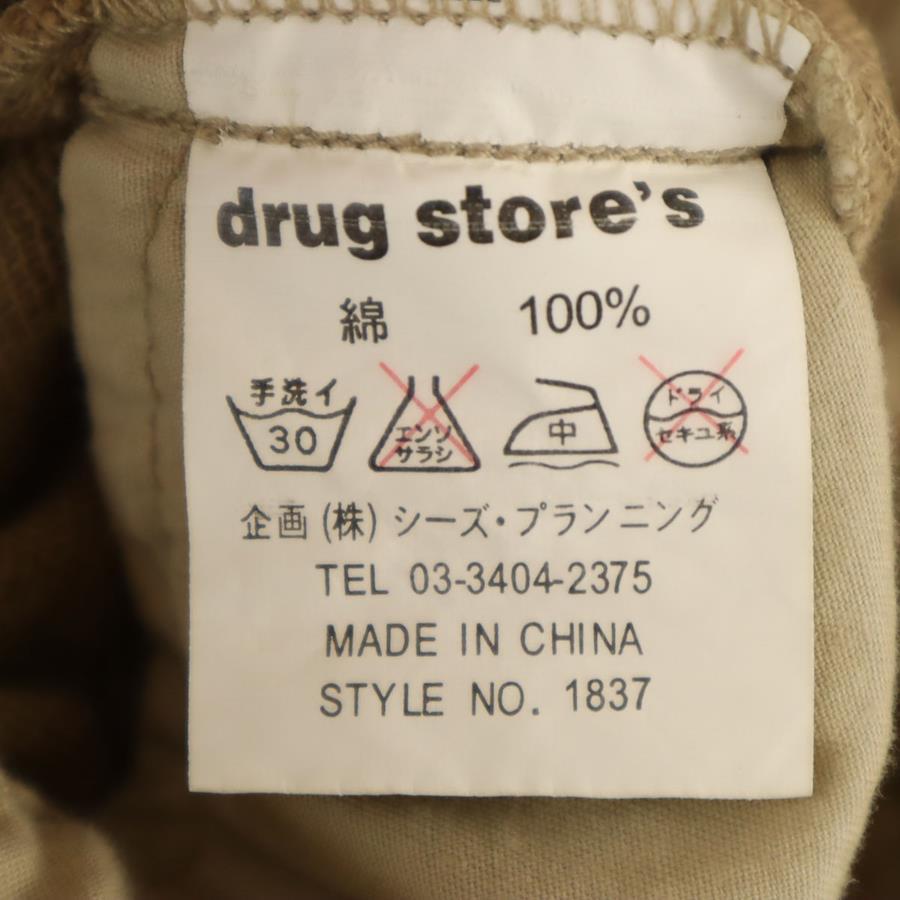 drug store's
綿 100%
手洗イ 30 エンソサラシ 中 ドライ セキユ系
企画(株)シーズ・プランニング
TEL 03-3404-2375
MADE IN CHINA
STYLE NO. 1837